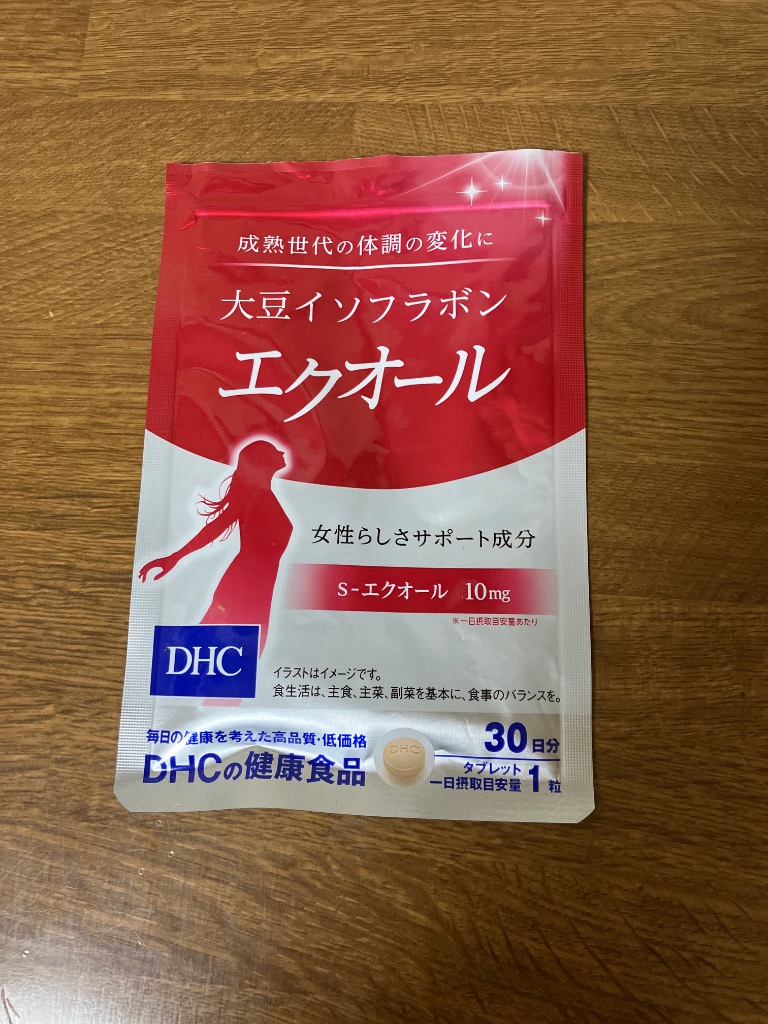 成熟世代の体調の変化に
大豆イソフラボン
エクオール
女性らしさサポート成分
S-エクオール 10mg
※一日摂取目安量あたり
DHC
イラストはイメージです。
食生活は、主食、主菜、副菜を基本に、食事のバランスを。
毎日の健康を考えた高品質・低価格
DHCの健康食品
DHC
30日分
タブレット
一日摂取目安量 1粒